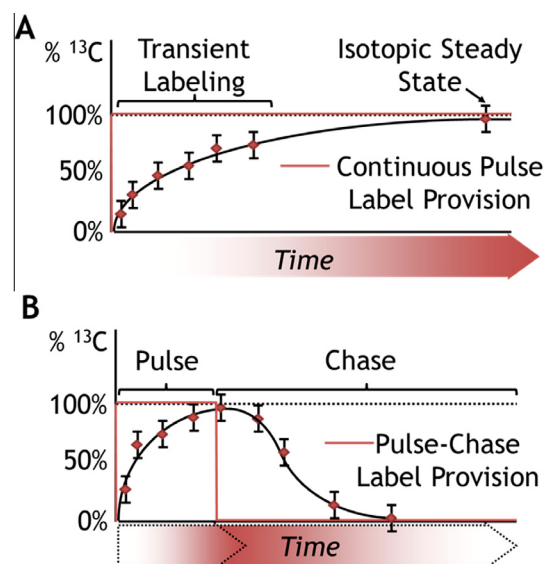 A
% ¹³C
Transient
Labeling
Isotopic Steady
State
100%
50%
0%
Continuous Pulse
Label Provision
Time
B
% ¹³C
Pulse
Chase
100%
50%
0%
Pulse-Chase
Label Provision
Time